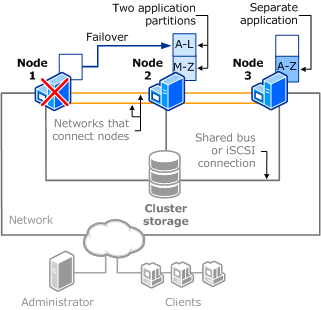 Two application
partitions
Separate
application
Failover
A-L
Node
1
Node
2
Node
3
M-Z
A-Z
Networks that
connect nodes
Shared bus
or iSCSI
connection
Cluster
storage
Network
Administrator
Clients